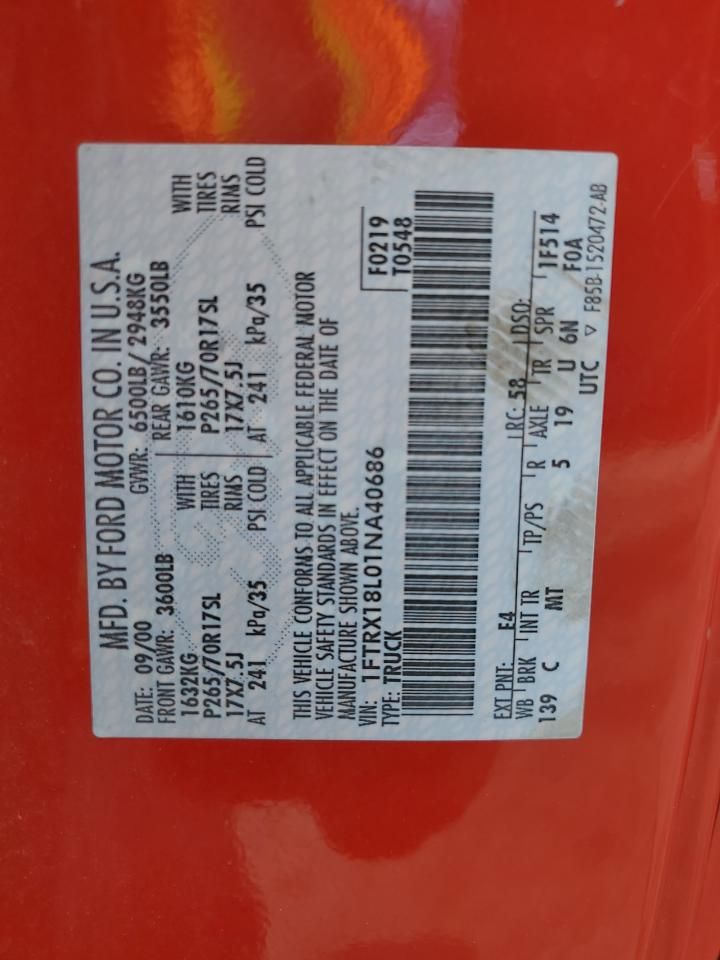 MFD. BY FORD MOTOR CO. IN U.S.A.
DATE: 09/00 GVWR: 6500LB / 2948KG
FRONT GAWR: 3600LB REAR GAWR: 3550LB
1632KG WITH 1610KG WITH
P265/70R17SL TIRES P265/70R17SL TIRES
17X7.5J RIMS 17X7.5J RIMS
AT 241 kPa/35 PSI COLD AT 241 kPa/35 PSI COLD
THIS VEHICLE CONFORMS TO ALL APPLICABLE FEDERAL MOTOR
VEHICLE SAFETY STANDARDS IN EFFECT ON THE DATE OF
MANUFACTURE SHOWN ABOVE.
VIN: 1FTRX18L01NA40686 F0219
TYPE: TRUCK T0548
EXT PNT: E4 RC: 58 DSO:
WB BRK INT TR TP/PS R AXLE TR SPR 1F514
139 C MT 5 19 U 6N F0A
UTC ▽ F85B-1520472-AB